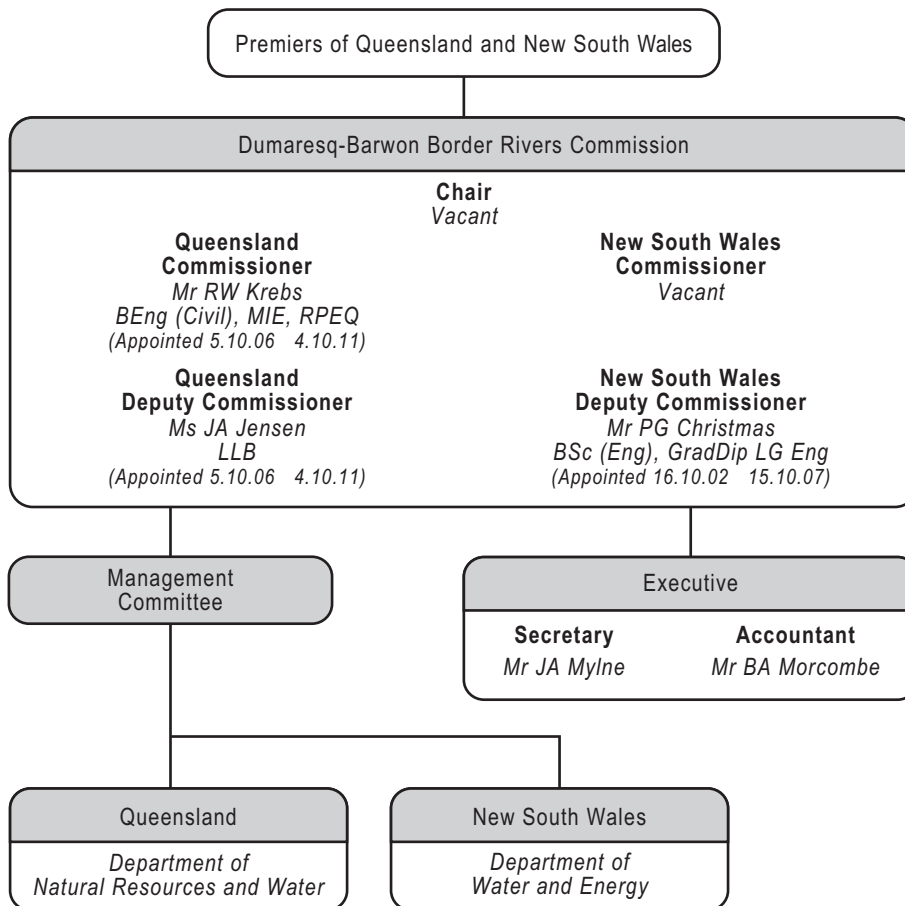 Premiers of Queensland and New South Wales
Dumaresq-Barwon Border Rivers Commission
Chair
Vacant
Queensland
Commissioner
Mr RW Krebs
BEng (Civil), MIE, RPEQ
(Appointed 5.10.06 4.10.11)
New South Wales
Commissioner
Vacant
Queensland
Deputy Commissioner
Ms JA Jensen
LLB
(Appointed 5.10.06 4.10.11)
New South Wales
Deputy Commissioner
Mr PG Christmas
BSc (Eng), GradDip LG Eng
(Appointed 16.10.02 15.10.07)
Management
Committee
Executive
Secretary
Mr JA Mylne
Accountant
Mr BA Morcombe
Queensland
Department of
Natural Resources and Water
New South Wales
Department of
Water and Energy